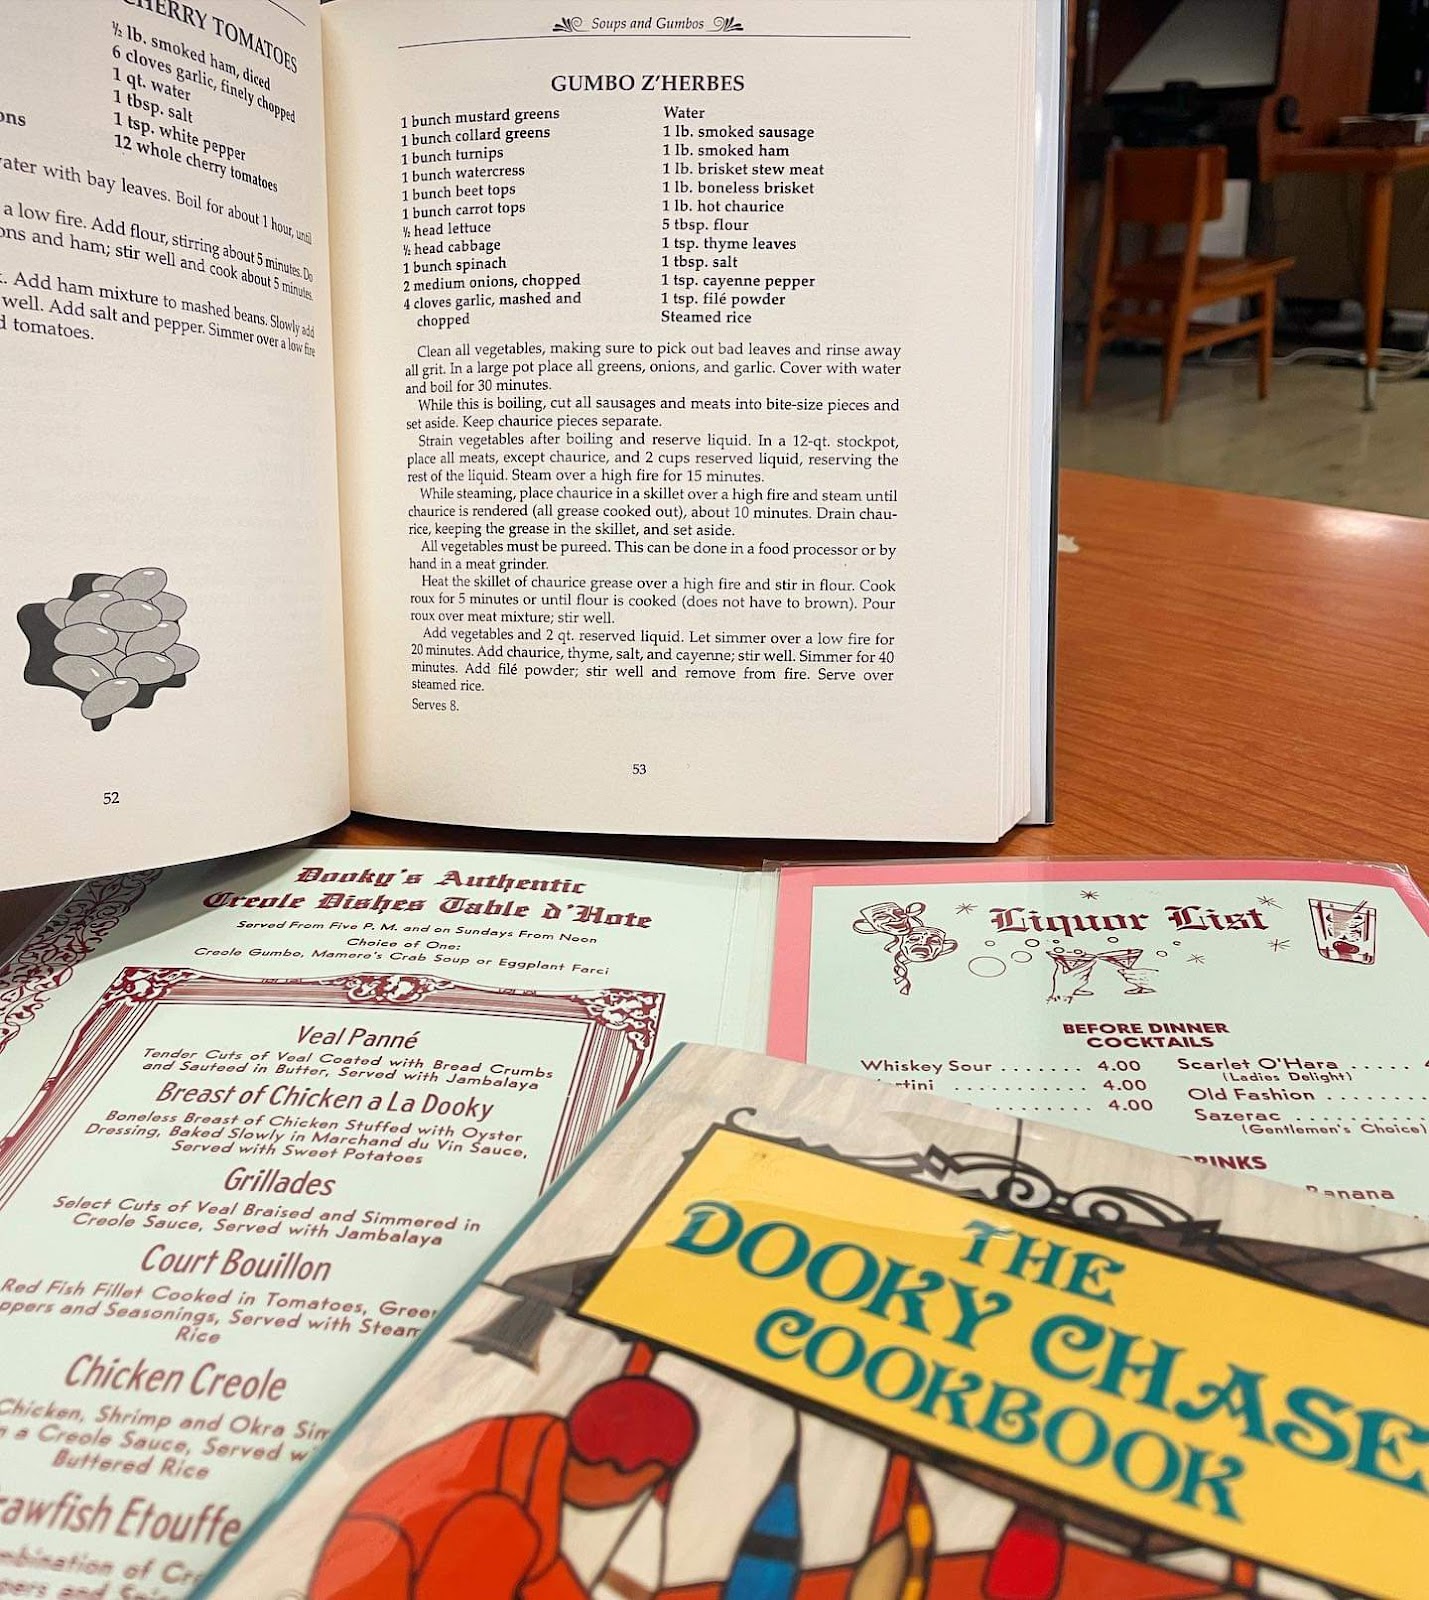 CHERRY TOMATOES
½ lb. smoked ham, diced
6 cloves garlic, finely chopped
1 qt. water
1 tbsp. salt
1 tsp. white pepper
12 whole cherry tomatoes
ons
water with bay leaves. Boil for about 1 hour, until
a low fire. Add flour, stirring about 5 minutes. Do
ons and ham; stir well and cook about 5 minutes.
. Add ham mixture to mashed beans. Slowly add
well. Add salt and pepper. Simmer over a low fire
d tomatoes.
52
Soups and Gumbos
GUMBO Z'HERBES
1 bunch mustard greens
1 bunch collard greens
1 bunch turnips
1 bunch watercress
1 bunch beet tops
1 bunch carrot tops
½ head lettuce
½ head cabbage
1 bunch spinach
2 medium onions, chopped
4 cloves garlic, mashed and
chopped
Water
1 lb. smoked sausage
1 lb. smoked ham
1 lb. brisket stew meat
1 lb. boneless brisket
1 lb. hot chaurice
5 tbsp. flour
1 tsp. thyme leaves
1 tbsp. salt
1 tsp. cayenne pepper
1 tsp. filé powder
Steamed rice
Clean all vegetables, making sure to pick out bad leaves and rinse away
all grit. In a large pot place all greens, onions, and garlic. Cover with water
and boil for 30 minutes.
While this is boiling, cut all sausages and meats into bite-size pieces and
set aside. Keep chaurice pieces separate.
Strain vegetables after boiling and reserve liquid. In a 12-qt. stockpot,
place all meats, except chaurice, and 2 cups reserved liquid, reserving the
rest of the liquid. Steam over a high fire for 15 minutes.
While steaming, place chaurice in a skillet over a high fire and steam until
chaurice is rendered (all grease cooked out), about 10 minutes. Drain chau-
rice, keeping the grease in the skillet, and set aside.
All vegetables must be pureed. This can be done in a food processor or by
hand in a meat grinder.
Heat the skillet of chaurice grease over a high fire and stir in flour. Cook
roux for 5 minutes or until flour is cooked (does not have to brown). Pour
roux over meat mixture; stir well.
Add vegetables and 2 qt. reserved liquid. Let simmer over a low fire for
20 minutes. Add chaurice, thyme, salt, and cayenne; stir well. Simmer for 40
minutes. Add filé powder; stir well and remove from fire. Serve over
steamed rice.
Serves 8.
53
Dooky's Authentic
Creole Dishes Table d'Hote
Served From Five P. M. and on Sundays From Noon
Choice of One:
Creole Gumbo, Mamere's Crab Soup or Eggplant Farci
Veal Panné
Tender Cuts of Veal Coated with Bread Crumbs
and Sauteed in Butter, Served with Jambalaya
Breast of Chicken a La Dooky
Boneless Breast of Chicken Stuffed with Oyster
Dressing, Baked Slowly in Marchand du Vin Sauce,
Served with Sweet Potatoes
Grillades
Select Cuts of Veal Braised and Simmered in
Creole Sauce, Served with Jambalaya
Court Bouillon
Red Fish Fillet Cooked in Tomatoes, Green
ppers and Seasonings, Served with Steam
Rice
Chicken Creole
Chicken, Shrimp and Okra Sim
n a Creole Sauce, Served w
Buttered Rice
rawfish Etouffe
mbination of Cr
pers and
Liquor List
BEFORE DINNER
COCKTAILS
Whiskey Sour ....... 4.00
rtini ............ 4.00
......... 4.00
Scarlet O'Hara .....
(Ladies Delight)
Old Fashion .......
Sazerac ..........
(Gentlemen's Choice)
RINKS
Banana
THE
DOOKY CHASE
COOKBOOK